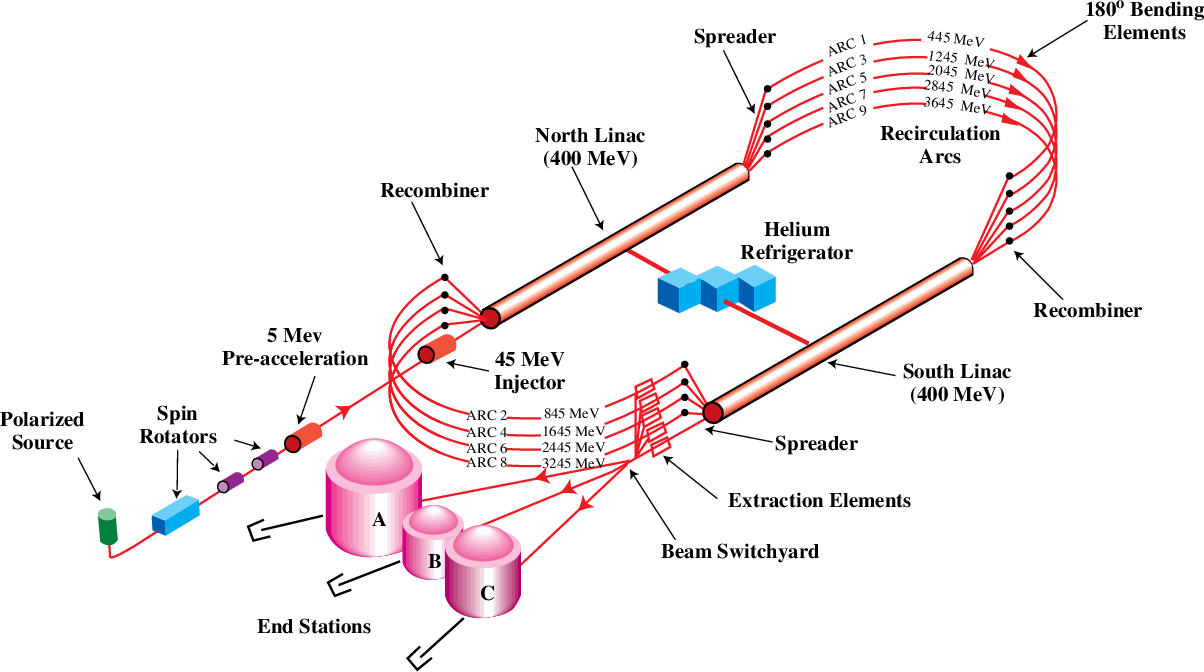 180° Bending
Elements
Spreader
ARC 1
445 MeV
ARC 3
1245 MeV
ARC 5
2045 MeV
ARC 7
2845 MeV
ARC 9
3645 MeV
Recirculation
Arcs
North Linac
(400 MeV)
Recombiner
Helium
Refrigerator
Recombiner
5 Mev
Pre-acceleration
45 MeV
Injector
South Linac
(400 MeV)
Polarized
Source
Spin
Rotators
ARC 2
845 MeV
ARC 4
1645 MeV
ARC 6
2445 MeV
ARC 8
3245 MeV
Spreader
Extraction Elements
Beam Switchyard
A
B
C
End Stations